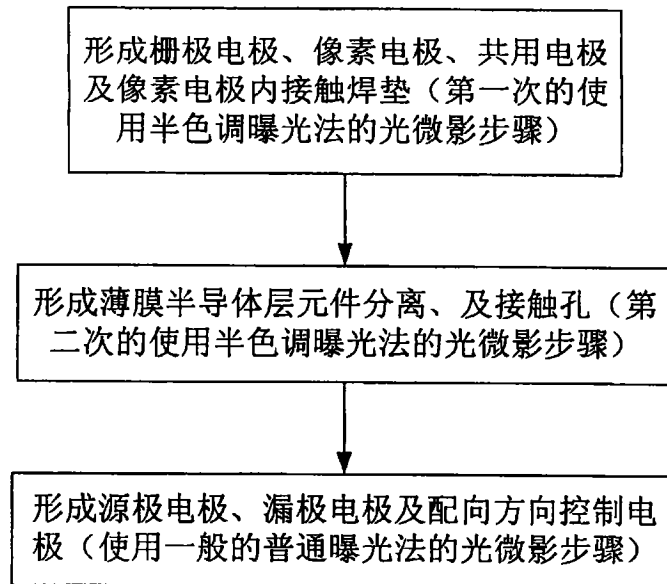 形成栅极电极、像素电极、共用电极
及像素电极内接触焊垫（第一次的使
用半色调曝光法的光微影步骤）
形成薄膜半导体层元件分离、及接触孔（第
二次的使用半色调曝光法的光微影步骤）
形成源极电极、漏极电极及配向方向控制电
极（使用一般的普通曝光法的光微影步骤）